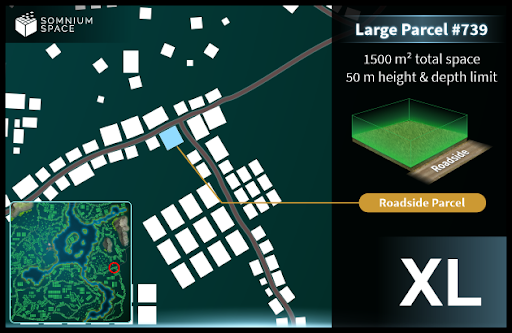 SOMNIUM
SPACE
Large Parcel #739
1500 m² total space
50 m height & depth limit
Roadside
Roadside Parcel
XL